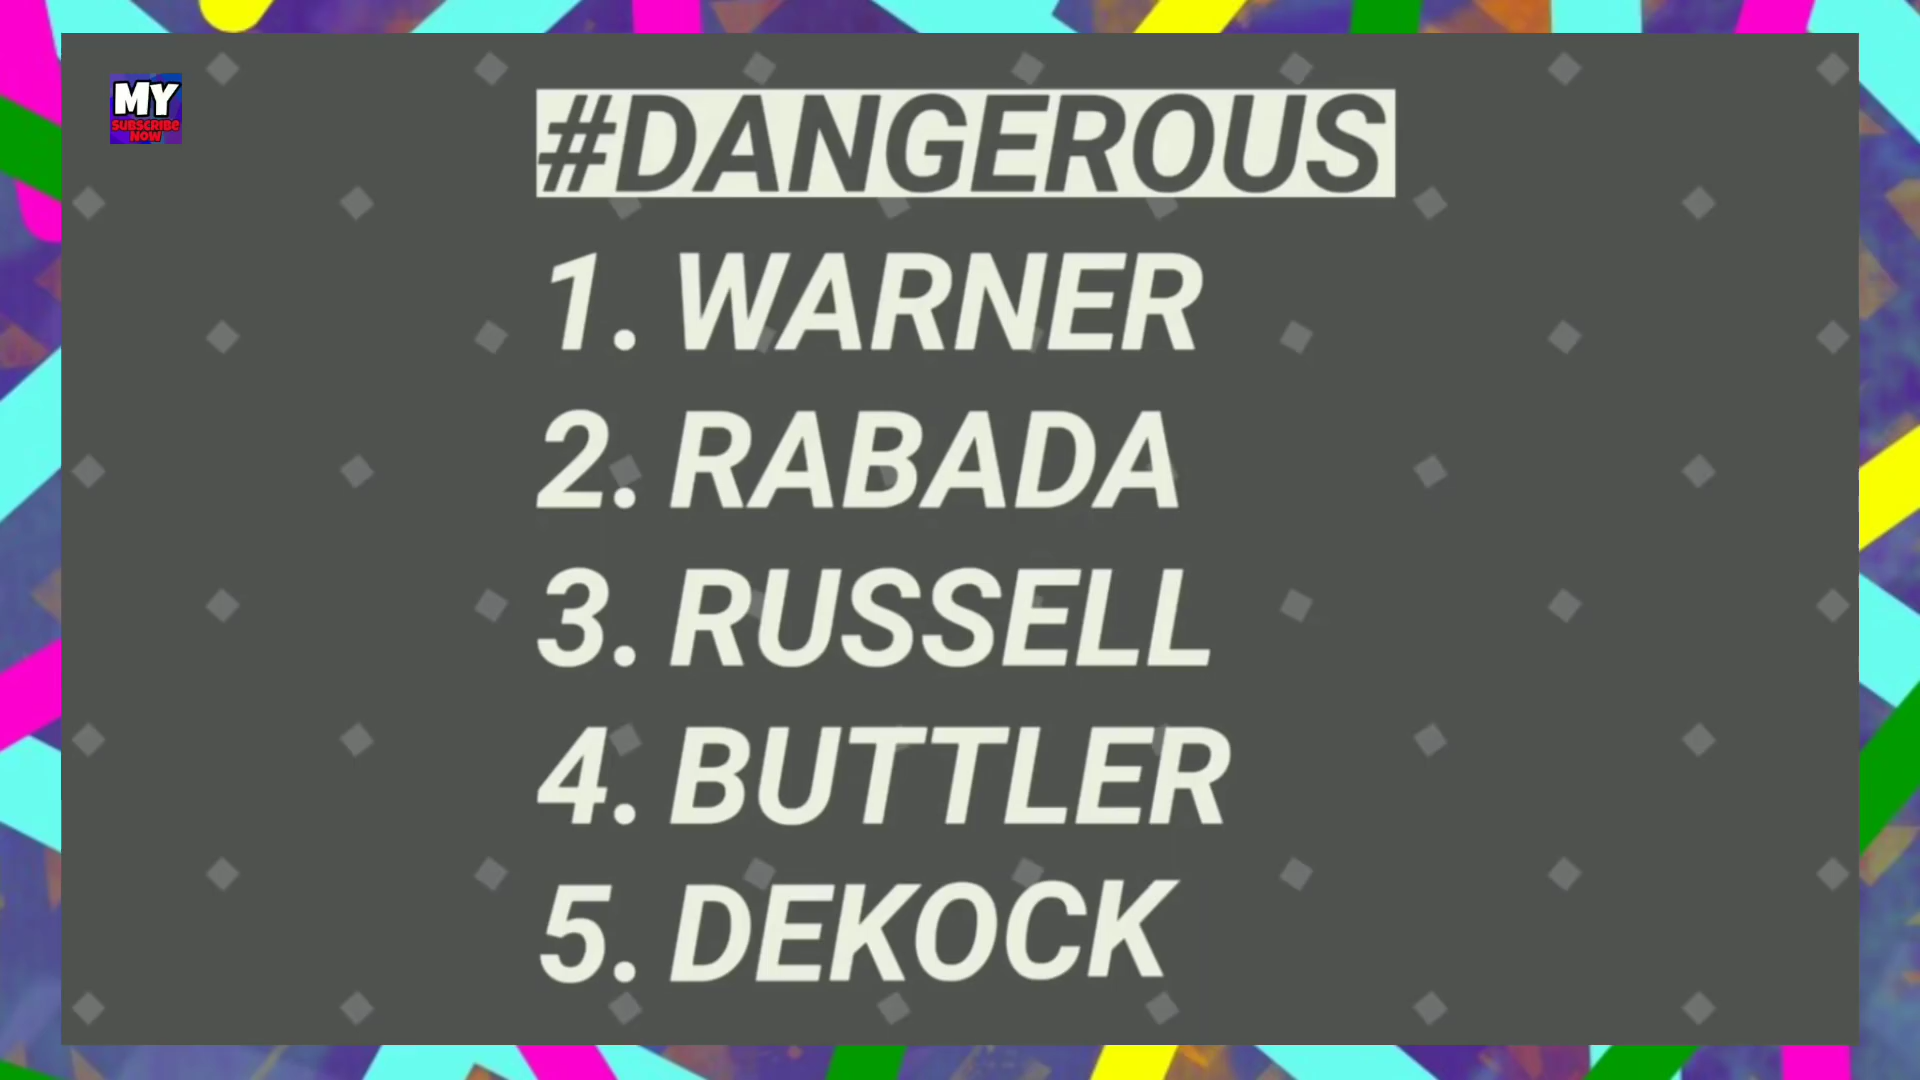 MY
SUBSCRIBE
NOW
#DANGEROUS
1. WARNER
2. RABADA
3. RUSSELL
4. BUTTLER
5. DEKOCK